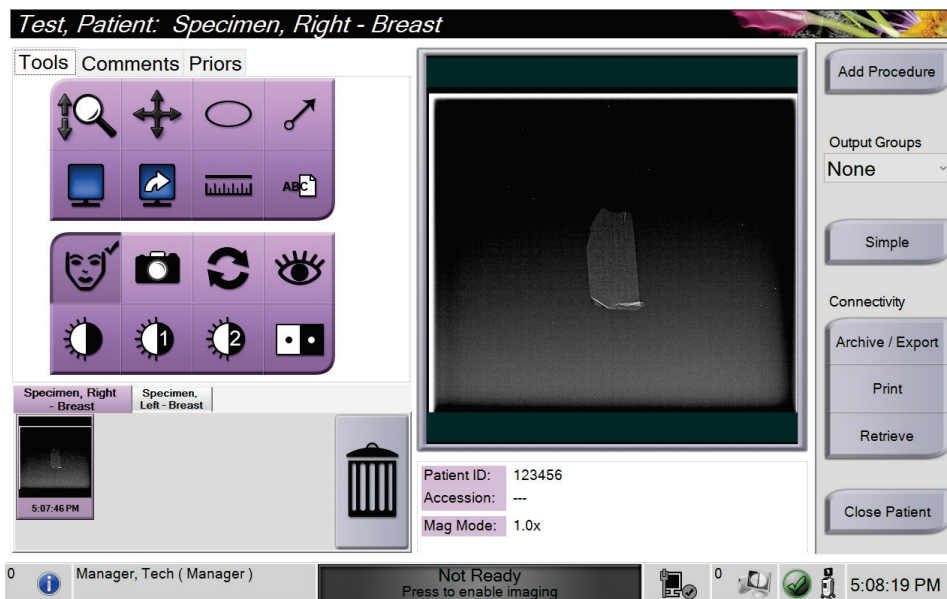 Test, Patient: Specimen, Right - Breast
Tools Comments Priors
ABC
1 2
Specimen, Right
- Breast
Specimen,
Left - Breast
5:07:46 PM
Patient ID: 123456
Accession: ---
Mag Mode: 1.0x
Add Procedure
Output Groups
None
Simple
Connectivity
Archive / Export
Print
Retrieve
Close Patient
0
Manager, Tech ( Manager )
Not Ready
Press to enable imaging
0
5:08:19 PM